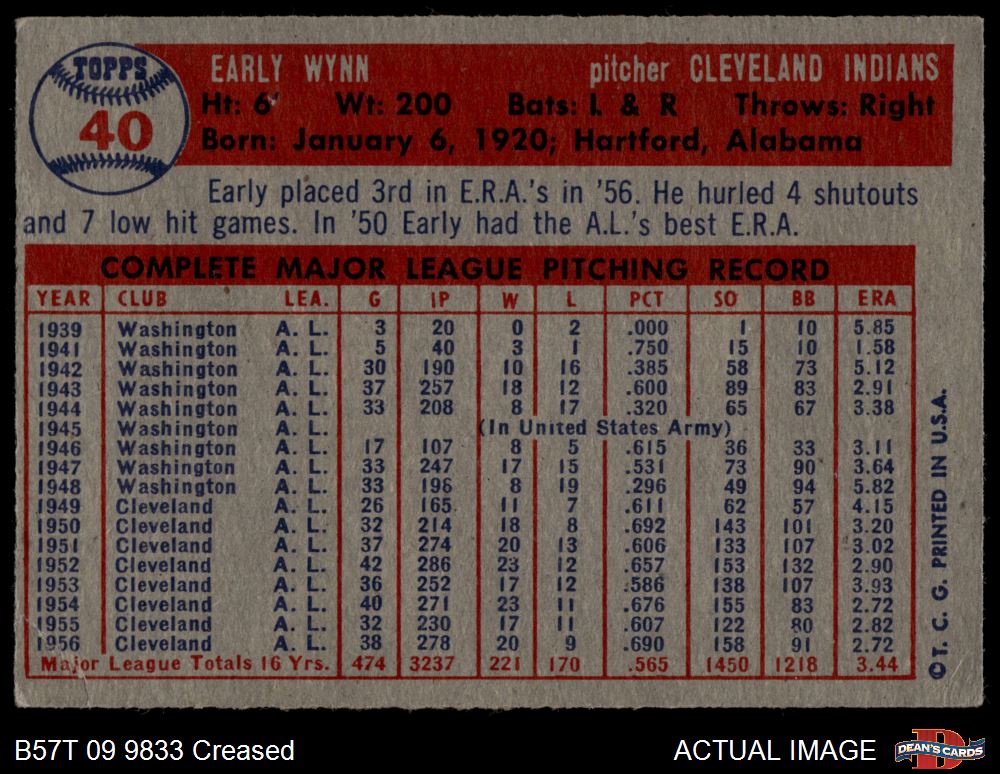 TOPPS
40
EARLY WYNN pitcher CLEVELAND INDIANS
Ht: 6' Wt: 200 Bats: L & R Throws: Right
Born: January 6, 1920; Hartford, Alabama
Early placed 3rd in E.R.A.'s in '56. He hurled 4 shutouts
and 7 low hit games. In '50 Early had the A.L.'s best E.R.A.
COMPLETE MAJOR LEAGUE PITCHING RECORD
YEAR CLUB LEA. G IP W L PCT SO BB ERA
1939 Washington A. L. 3 20 0 2 .000 1 10 5.85
1941 Washington A. L. 5 40 3 1 .750 15 10 1.58
1942 Washington A. L. 30 190 10 16 .385 58 73 5.12
1943 Washington A. L. 37 257 18 12 .600 89 83 2.91
1944 Washington A. L. 33 208 8 17 .320 65 67 3.38
1945 Washington A. L. (In United States Army)
1946 Washington A. L. 17 107 8 5 .615 36 33 3.11
1947 Washington A. L. 33 247 17 15 .531 73 90 3.64
1948 Washington A. L. 33 198 8 19 .296 49 94 5.82
1949 Cleveland A. L. 26 165 11 7 .611 62 57 4.15
1950 Cleveland A. L. 32 214 18 8 .692 143 101 3.20
1951 Cleveland A. L. 37 274 20 13 .606 133 107 3.02
1952 Cleveland A. L. 42 286 23 12 .657 153 132 2.90
1953 Cleveland A. L. 36 252 17 12 .586 138 107 3.93
1954 Cleveland A. L. 40 271 23 11 .676 155 83 2.72
1955 Cleveland A. L. 32 230 17 11 .607 122 80 2.82
1956 Cleveland A. L. 38 278 20 9 .690 158 91 2.72
Major League Totals 16 Yrs. 474 3237 221 170 .565 1450 1218 3.44
© T. C. G. PRINTED IN U.S.A.
B57T 09 9833 Creased ACTUAL IMAGE
DEAN'S CARDS